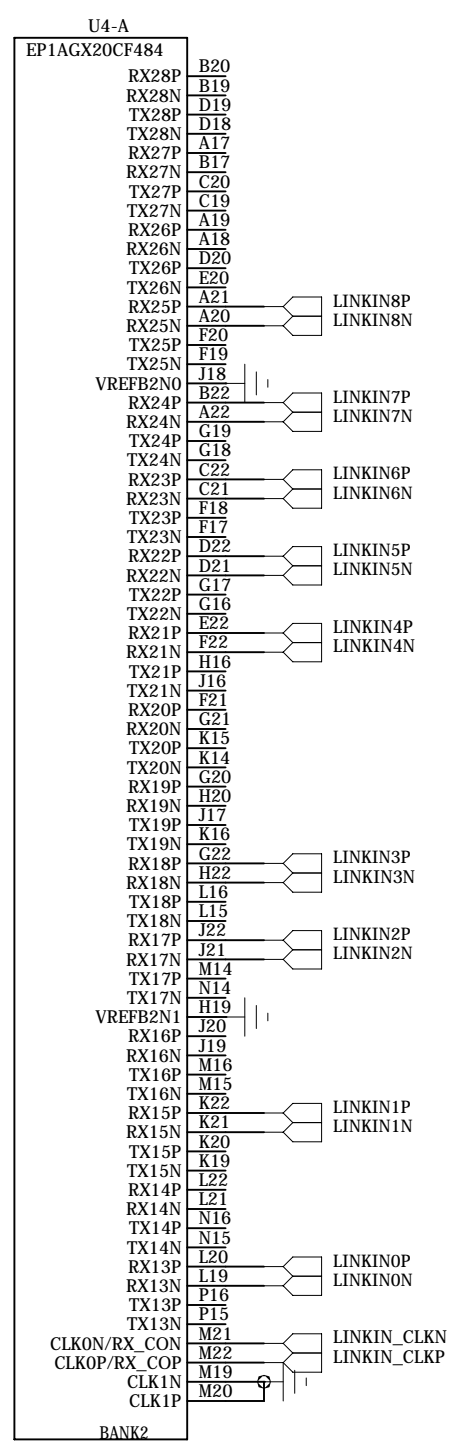 U4-A
EP1AGX20CF484
RX28P B20
RX28N B19
TX28P D19
TX28N D18
RX27P A17
RX27N B17
TX27P C20
TX27N C19
RX26P A19
RX26N A18
TX26P D20
TX26N E20
RX25P A21 LINKIN8P
RX25N A20 LINKIN8N
TX25P F20
TX25N F19
VREFB2N0 J18
RX24P B22 LINKIN7P
RX24N A22 LINKIN7N
TX24P G19
TX24N G18
RX23P C22 LINKIN6P
RX23N C21 LINKIN6N
TX23P F18
TX23N F17
RX22P D22 LINKIN5P
RX22N D21 LINKIN5N
TX22P G17
TX22N G16
RX21P E22 LINKIN4P
RX21N F22 LINKIN4N
TX21P H16
TX21N J16
RX20P F21
RX20N G21
TX20P K15
TX20N K14
RX19P G20
RX19N H20
TX19P J17
TX19N K16
RX18P G22 LINKIN3P
RX18N H22 LINKIN3N
TX18P L16
TX18N L15
RX17P J22 LINKIN2P
RX17N J21 LINKIN2N
TX17P M14
TX17N N14
VREFB2N1 H19
RX16P J20
RX16N J19
TX16P M16
TX16N M15
RX15P K22 LINKIN1P
RX15N K21 LINKIN1N
TX15P K20
TX15N K19
RX14P L22
RX14N L21
TX14P N16
TX14N N15
RX13P L20 LINKIN0P
RX13N L19 LINKIN0N
TX13P P16
TX13N P15
CLK0N/RX_CON M21 LINKIN_CLKN
CLK0P/RX_COP M22 LINKIN_CLKP
CLK1N M19
CLK1P M20
BANK2